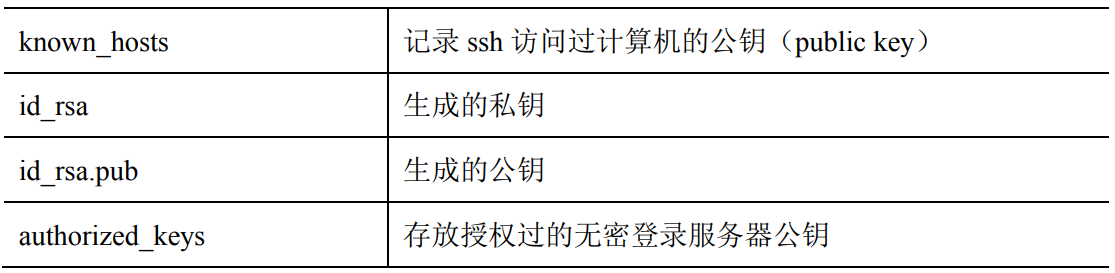 known_hosts 记录 ssh 访问过计算机的公钥（public key）
id_rsa 生成的私钥
id_rsa.pub 生成的公钥
authorized_keys 存放授权过的无密登录服务器公钥